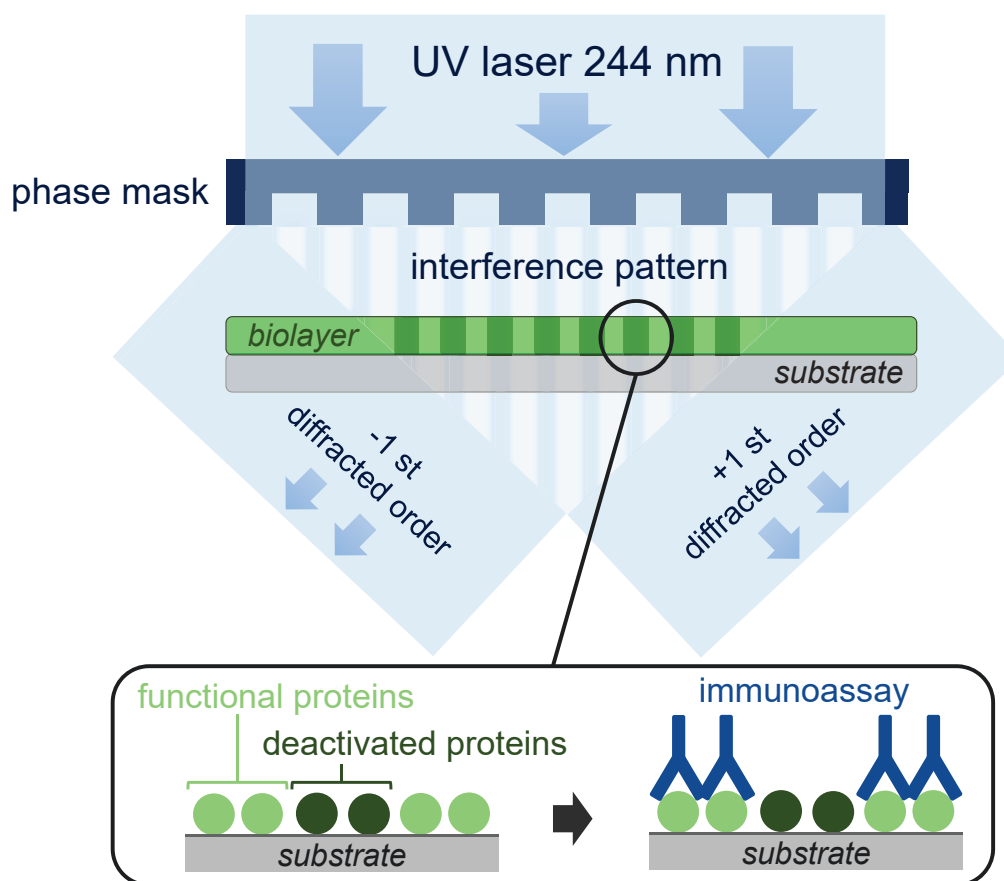 UV laser 244 nm
phase mask
interference pattern
biolayer
substrate
-1 st
diffracted order
+1 st
diffracted order
functional proteins
deactivated proteins
substrate
immunoassay
substrate